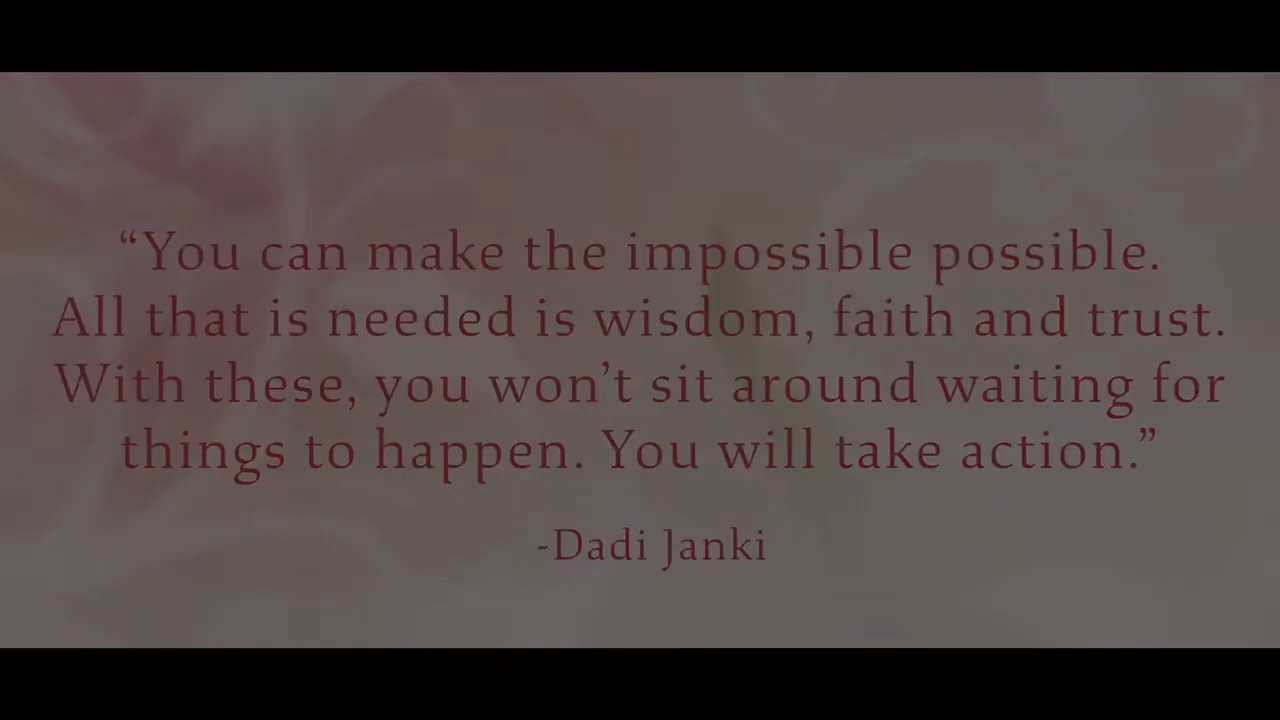 “You can make the impossible possible.
All that is needed is wisdom, faith and trust.
With these, you won’t sit around waiting for
things to happen. You will take action.”
-Dadi Janki